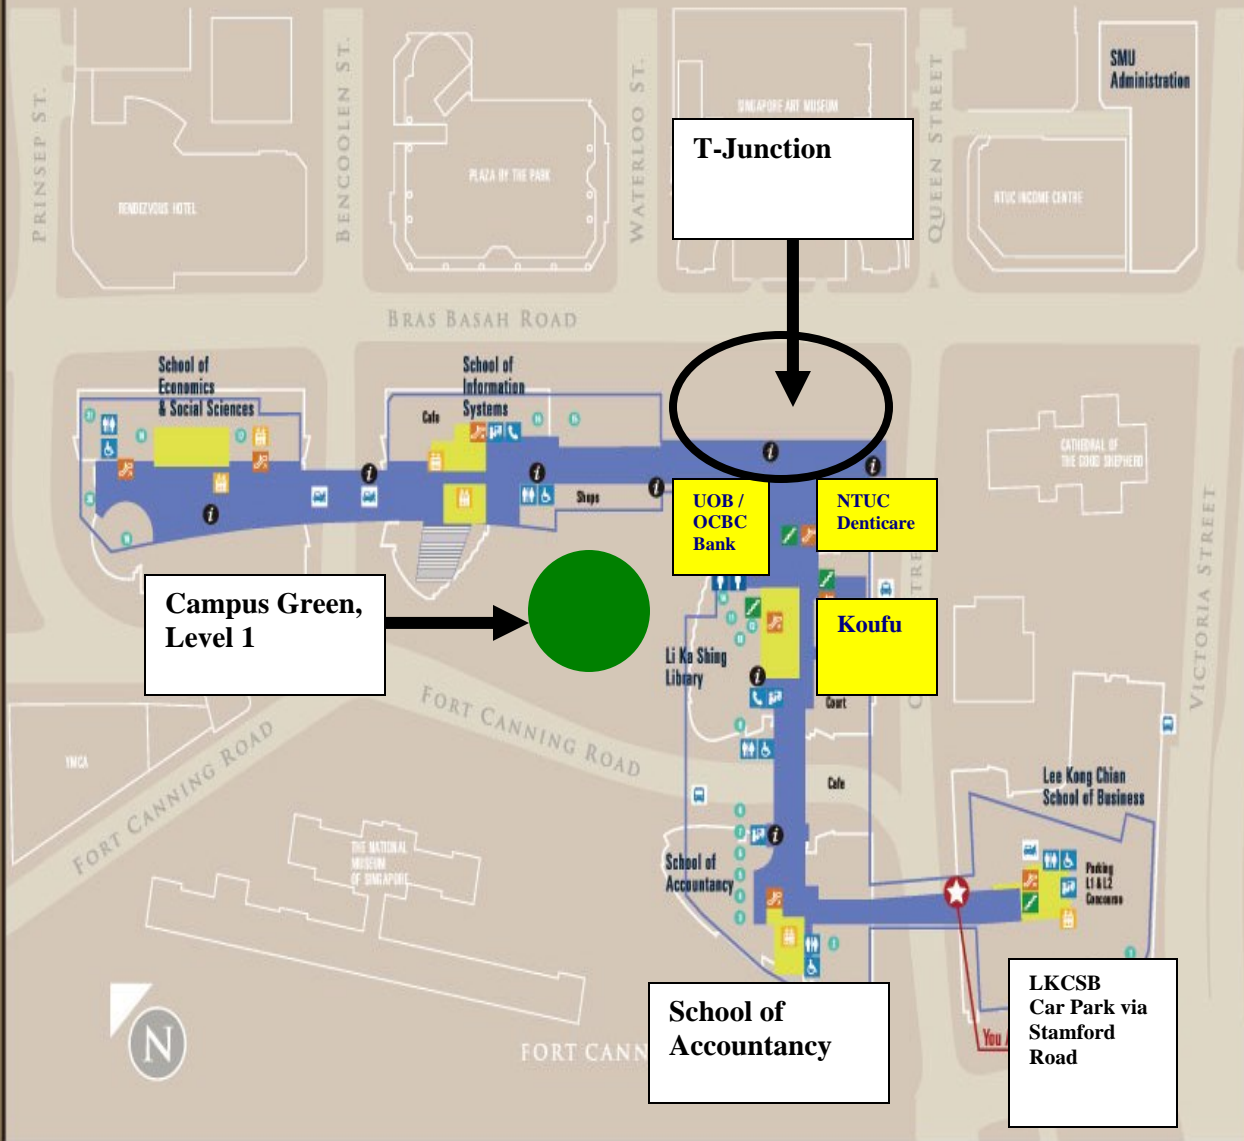 SMU
Administration
PRINSEP ST.
BENCOOLEN ST.
WATERLOO ST.
QUEEN STREET
SINGAPORE ART MUSEUM
T-Junction
PLAZA BY THE PARK
RENDEZVOUS HOTEL
NTUC INCOME CENTRE
BRAS BASAH ROAD
School of
Economics
& Social Sciences
School of
Information
Systems
Cafe
CATHEDRAL OF
THE GOOD SHEPHERD
Shops
UOB /
OCBC
Bank
NTUC
Denticare
VICTORIA STREET
Campus Green,
Level 1
Koufu
Li Ka Shing
Library
Court
FORT CANNING ROAD
FORT CANNING ROAD
YMCA
Cafe
Lee Kong Chian
School of Business
THE NATIONAL
MUSEUM
OF SINGAPORE
School of
Accountancy
Parking
L1 & L2
Concourse
N
School of
Accountancy
LKCSB
Car Park via
Stamford
Road
You
FORT CANN